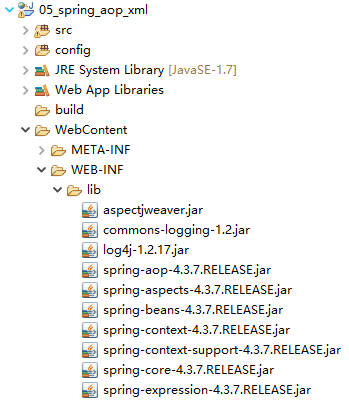 05_spring_aop_xml
src
config
JRE System Library [JavaSE-1.7]
Web App Libraries
build
WebContent
META-INF
WEB-INF
lib
aspectjweaver.jar
commons-logging-1.2.jar
log4j-1.2.17.jar
spring-aop-4.3.7.RELEASE.jar
spring-aspects-4.3.7.RELEASE.jar
spring-beans-4.3.7.RELEASE.jar
spring-context-4.3.7.RELEASE.jar
spring-context-support-4.3.7.RELEASE.jar
spring-core-4.3.7.RELEASE.jar
spring-expression-4.3.7.RELEASE.jar